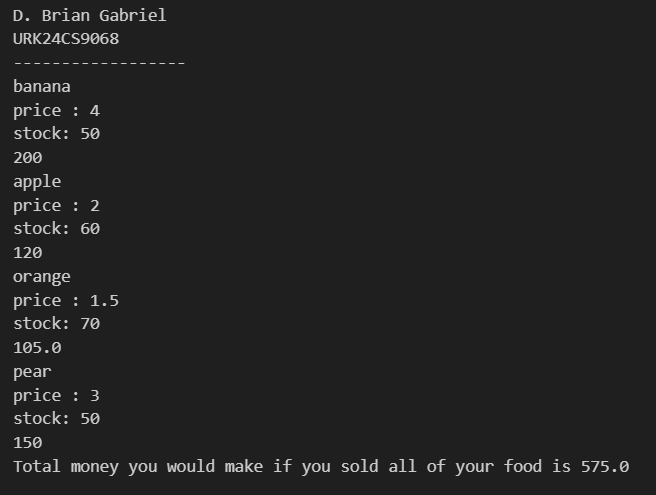 D. Brian Gabriel
URK24CS9068
------------------
banana
price : 4
stock: 50
200
apple
price : 2
stock: 60
120
orange
price : 1.5
stock: 70
105.0
pear
price : 3
stock: 50
150
Total money you would make if you sold all of your food is 575.0